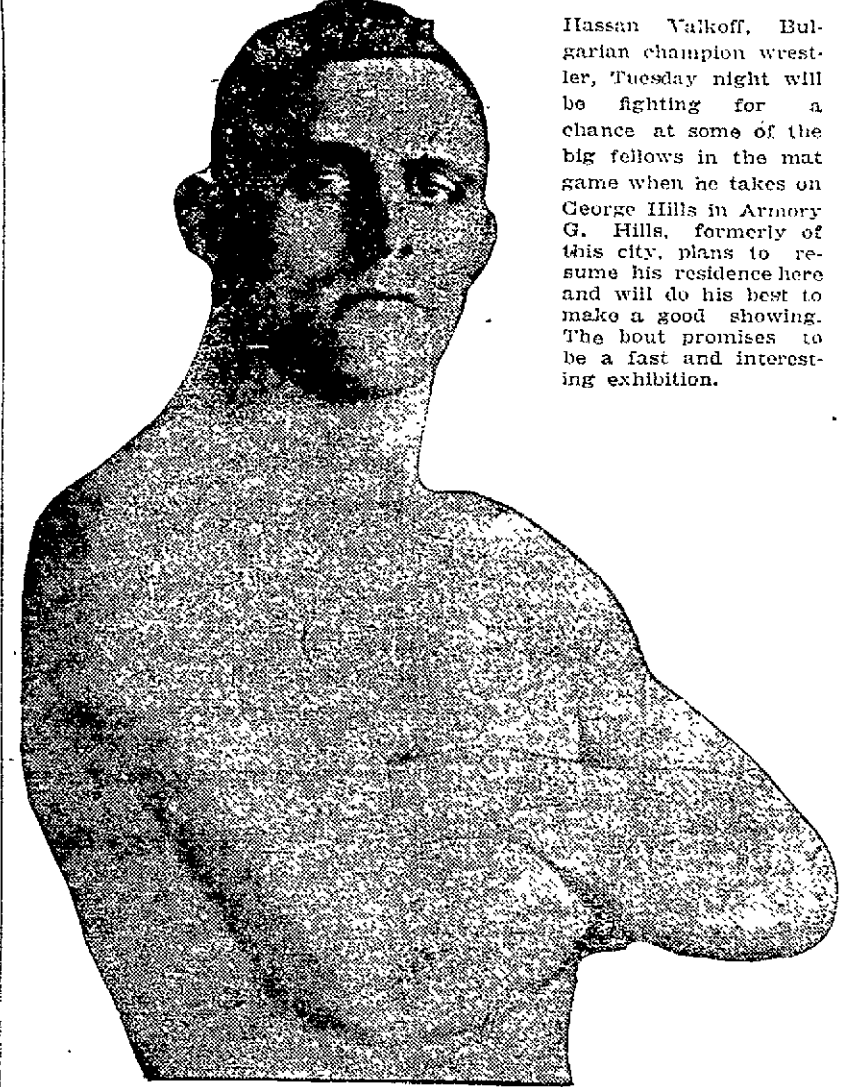 Hassan Valkoff, Bul-
garian champion wrest-
ler, Tuesday night will
be fighting for a
chance at some of the
big fellows in the mat
game when he takes on
George Hills in Armory
G. Hills, formerly of
this city, plans to re-
sume his residence here
and will do his best to
make a good showing.
The bout promises to
be a fast and interest-
ing exhibition.